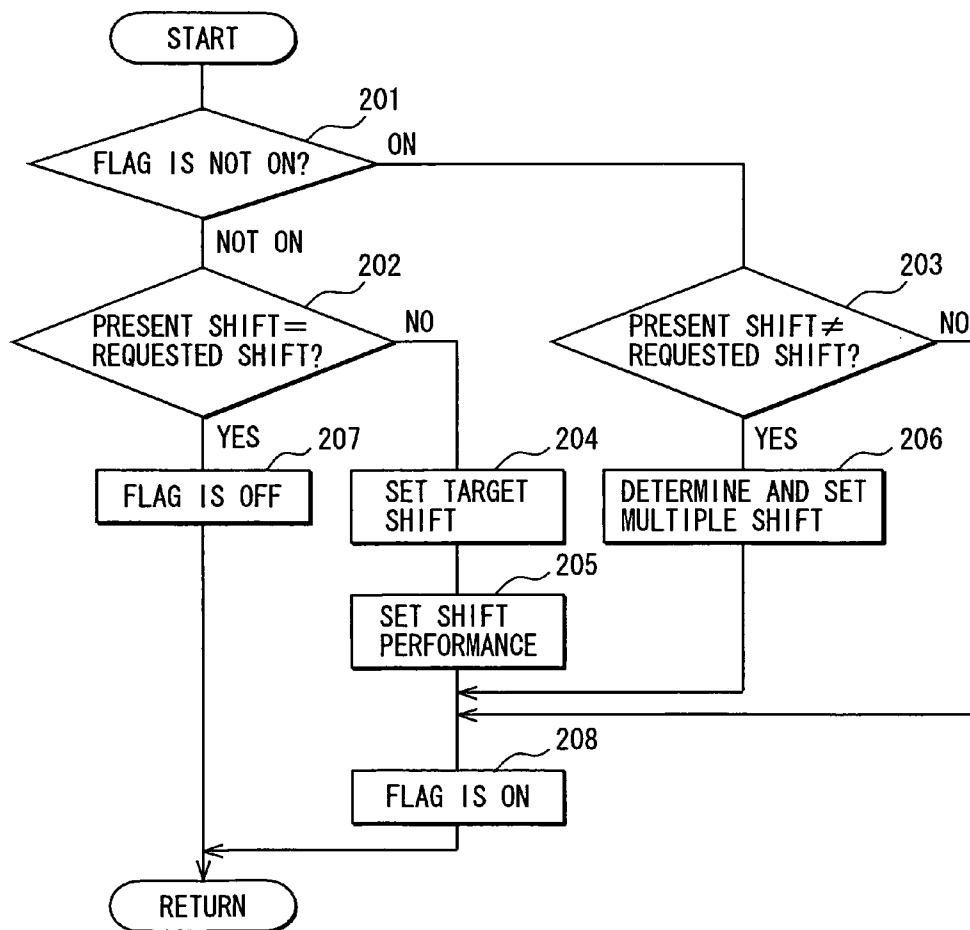 START
201
FLAG IS NOT ON?
ON
NOT ON
202
203
PRESENT SHIFT=
REQUESTED SHIFT?
NO
PRESENT SHIFT≠
REQUESTED SHIFT?
NO
YES
207
FLAG IS OFF
204
SET TARGET
SHIFT
YES
206
DETERMINE AND SET
MULTIPLE SHIFT
205
SET SHIFT
PERFORMANCE
208
FLAG IS ON
RETURN